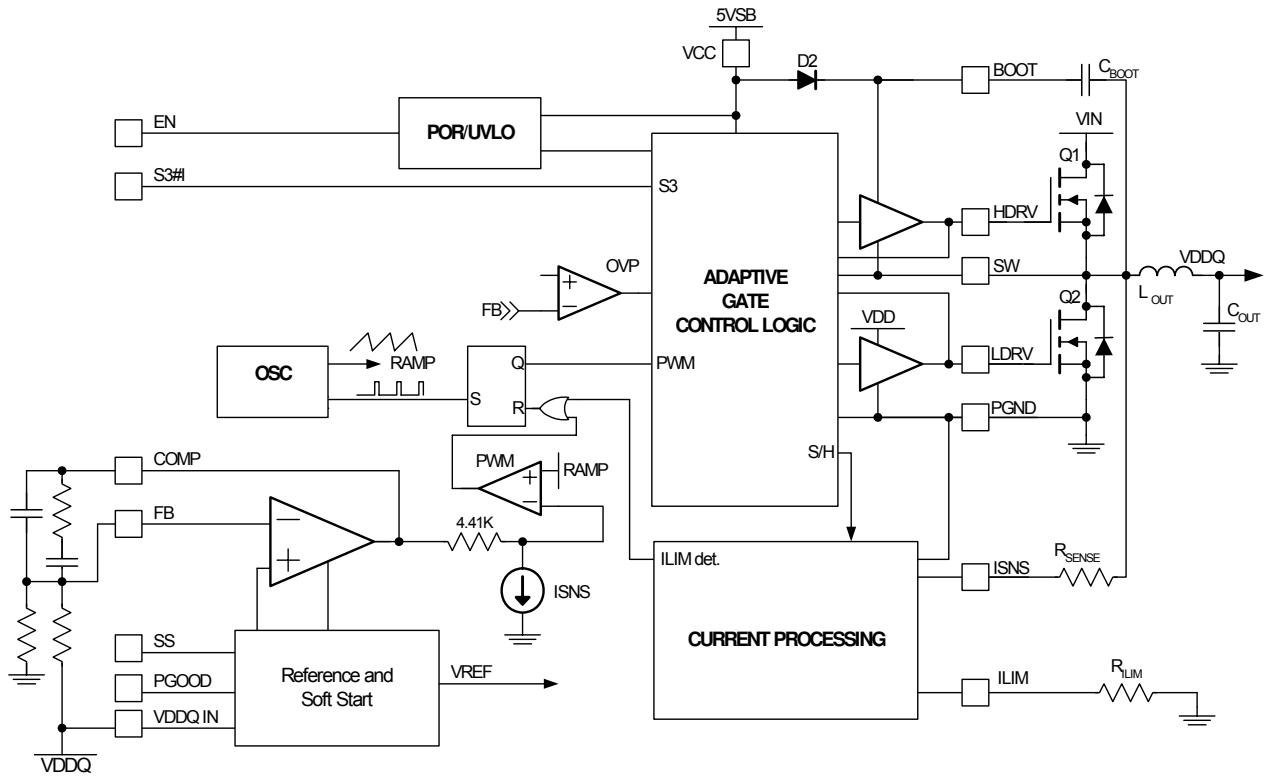 5VSB
VCC
D2
BOOT
CBOOT
VIN
EN
POR/UVLO
Q1
S3#I
S3
HDRV
OVP
ADAPTIVE
GATE
CONTROL LOGIC
SW
VDDQ
LOUT
COUT
FB
VDD
Q2
OSC
RAMP
Q
PWM
LDRV
S
R
PGND
S/H
COMP
PWM
RAMP
FB
4.41K
ILIM det.
ISNS
RSENSE
ISNS
CURRENT PROCESSING
SS
Reference and
Soft Start
VREF
PGOOD
ILIM
RILIM
VDDQ IN
VDDQ